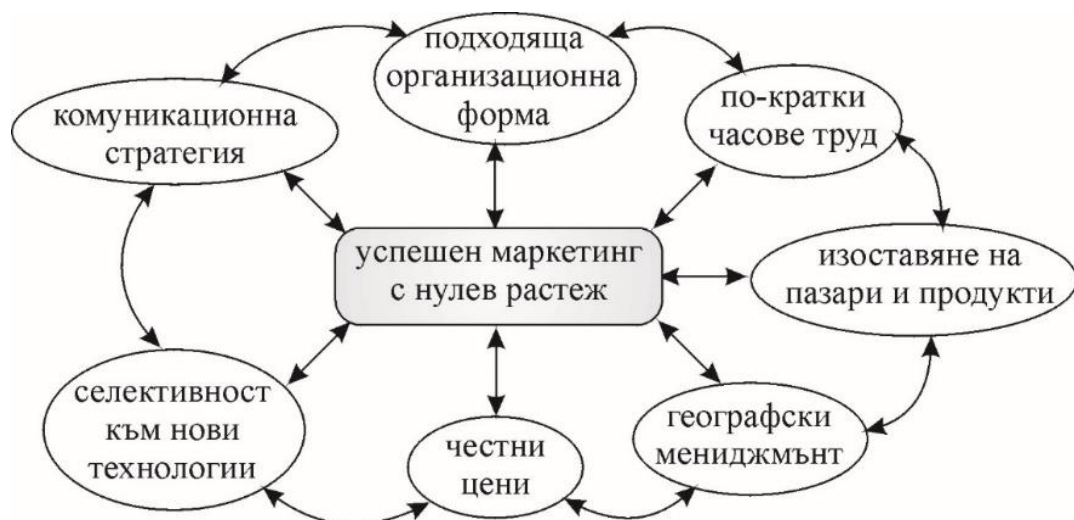 подходяща
организационна
форма
комуникационна
стратегия
по-кратки
часове труд
успешен маркетинг
с нулев растеж
изоставяне на
пазари и продукти
селективност
към нови
технологии
честни
цени
географски
мениджмънт